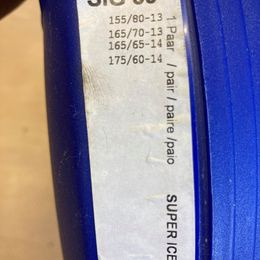 155/80-13
165/70-13
165/65-14
175/60-14
1 Paar / pair / paire /paio
SUPER ICE